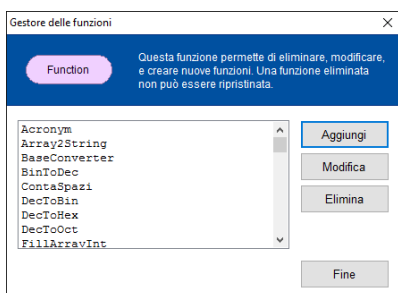 Gestore delle funzioni
Function
Questa funzione permette di eliminare, modificare,
e creare nuove funzioni. Una funzione eliminata
non può essere ripristinata.
Acronym
Array2String
BaseConverter
BinToDec
ContaSpazi
DecToBin
DecToHex
DecToOct
FillArrayInt
Aggiungi
Modifica
Elimina
Fine